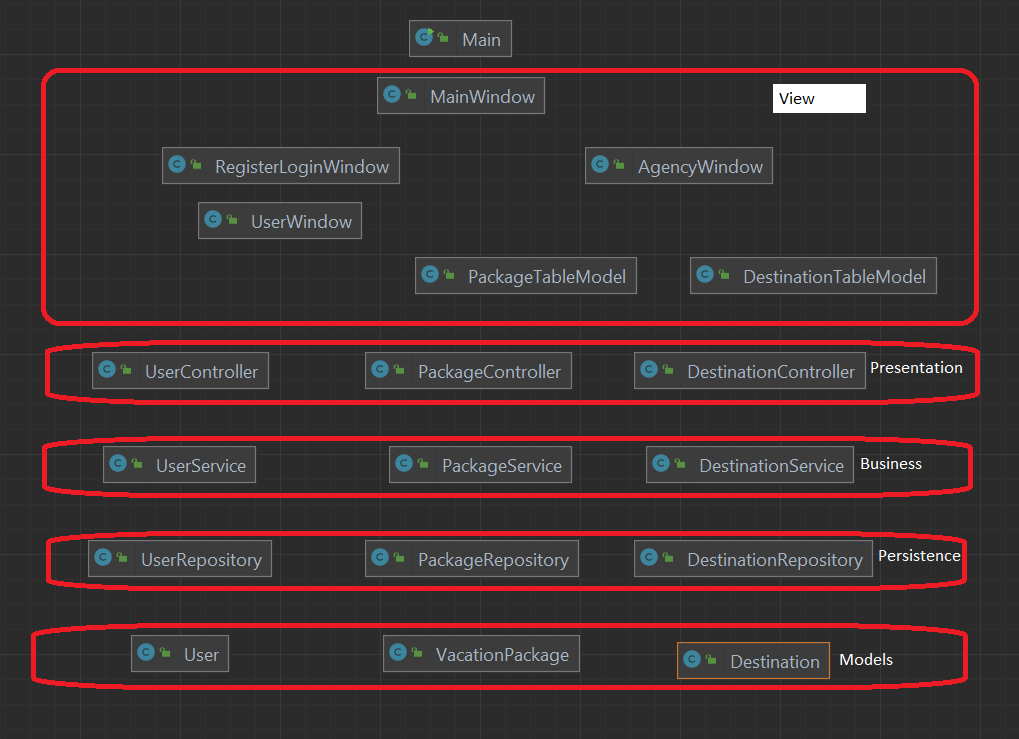 Main
MainWindow
View
RegisterLoginWindow
AgencyWindow
UserWindow
PackageTableModel
DestinationTableModel
UserController
PackageController
DestinationController
Presentation
UserService
PackageService
DestinationService
Business
UserRepository
PackageRepository
DestinationRepository
Persistence
User
VacationPackage
Destination
Models